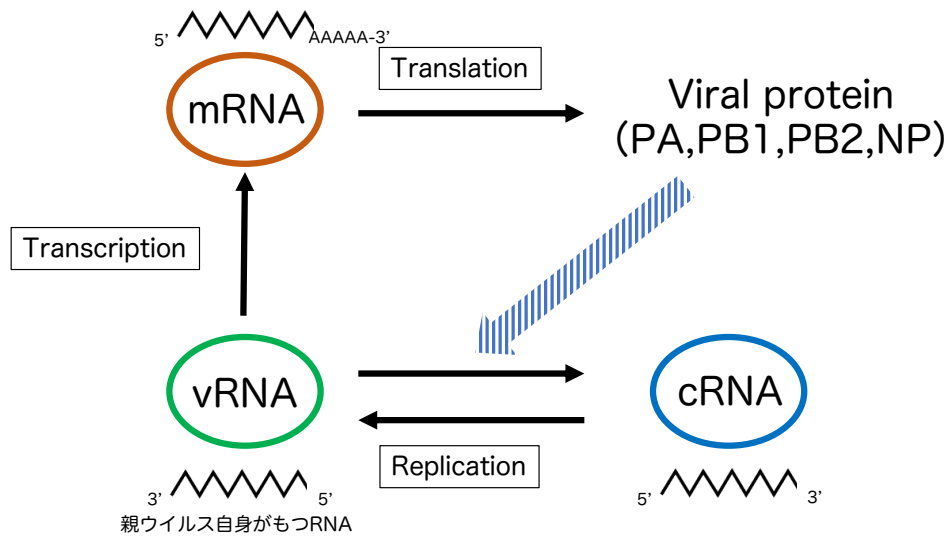 5’ AAAAA-3’
mRNA
Translation
Viral protein
(PA,PB1,PB2,NP)
Transcription
vRNA
cRNA
Replication
3’ 5’
5’ 3’
親ウイルス自身がもつRNA